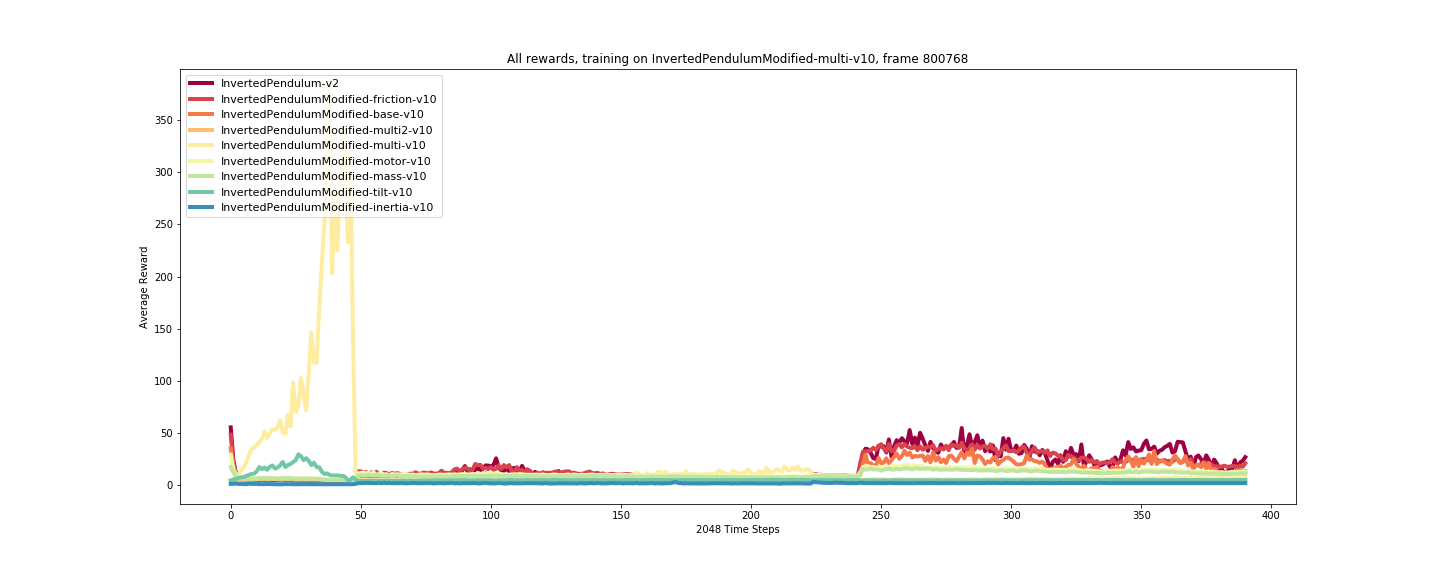 All rewards, training on InvertedPendulumModified-multi-v10, frame 800768
InvertedPendulum-v2
InvertedPendulumModified-friction-v10
InvertedPendulumModified-base-v10
InvertedPendulumModified-multi2-v10
InvertedPendulumModified-multi-v10
InvertedPendulumModified-motor-v10
InvertedPendulumModified-mass-v10
InvertedPendulumModified-tilt-v10
InvertedPendulumModified-inertia-v10
Average Reward
350
300
250
200
150
100
50
0
0 50 100 150 200 250 300 350 400
2048 Time Steps